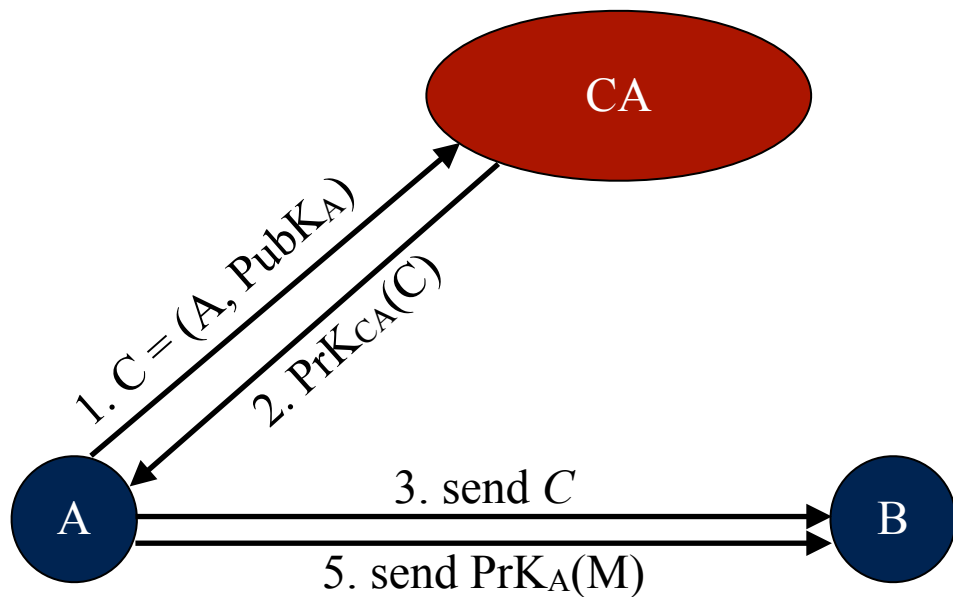 CA
1. C = (A, PubKA)
2. PrKCA(C)
3. send C
A
B
5. send PrKA(M)